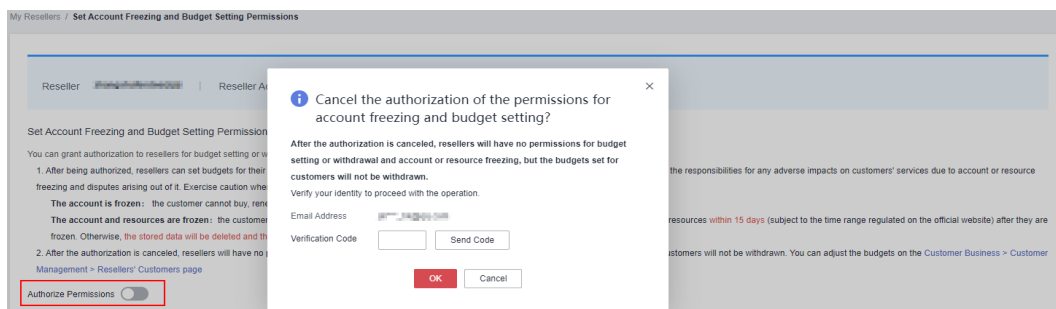 My Resellers / Set Account Freezing and Budget Setting Permissions
Reseller | Reseller Ac
Cancel the authorization of the permissions for
account freezing and budget setting?
After the authorization is canceled, resellers will have no permissions for budget
setting or withdrawal and account or resource freezing, but the budgets set for
customers will not be withdrawn.
Verify your identity to proceed with the operation.
Email Address
Verification Code Send Code
OK Cancel
Set Account Freezing and Budget Setting Permission
You can grant authorization to resellers for budget setting or w
1. After being authorized, resellers can set budgets for their the responsibilities for any adverse impacts on customers' services due to account or resource
freezing and disputes arising out of it. Exercise caution whe
The account is frozen: the customer cannot buy, rene
The account and resources are frozen: the customer resources within 15 days (subject to the time range regulated on the official website) after they are
frozen. Otherwise, the stored data will be deleted and th
2. After the authorization is canceled, resellers will have no p ustomers will not be withdrawn. You can adjust the budgets on the Customer Business > Customer
Management > Resellers' Customers page
Authorize Permissions